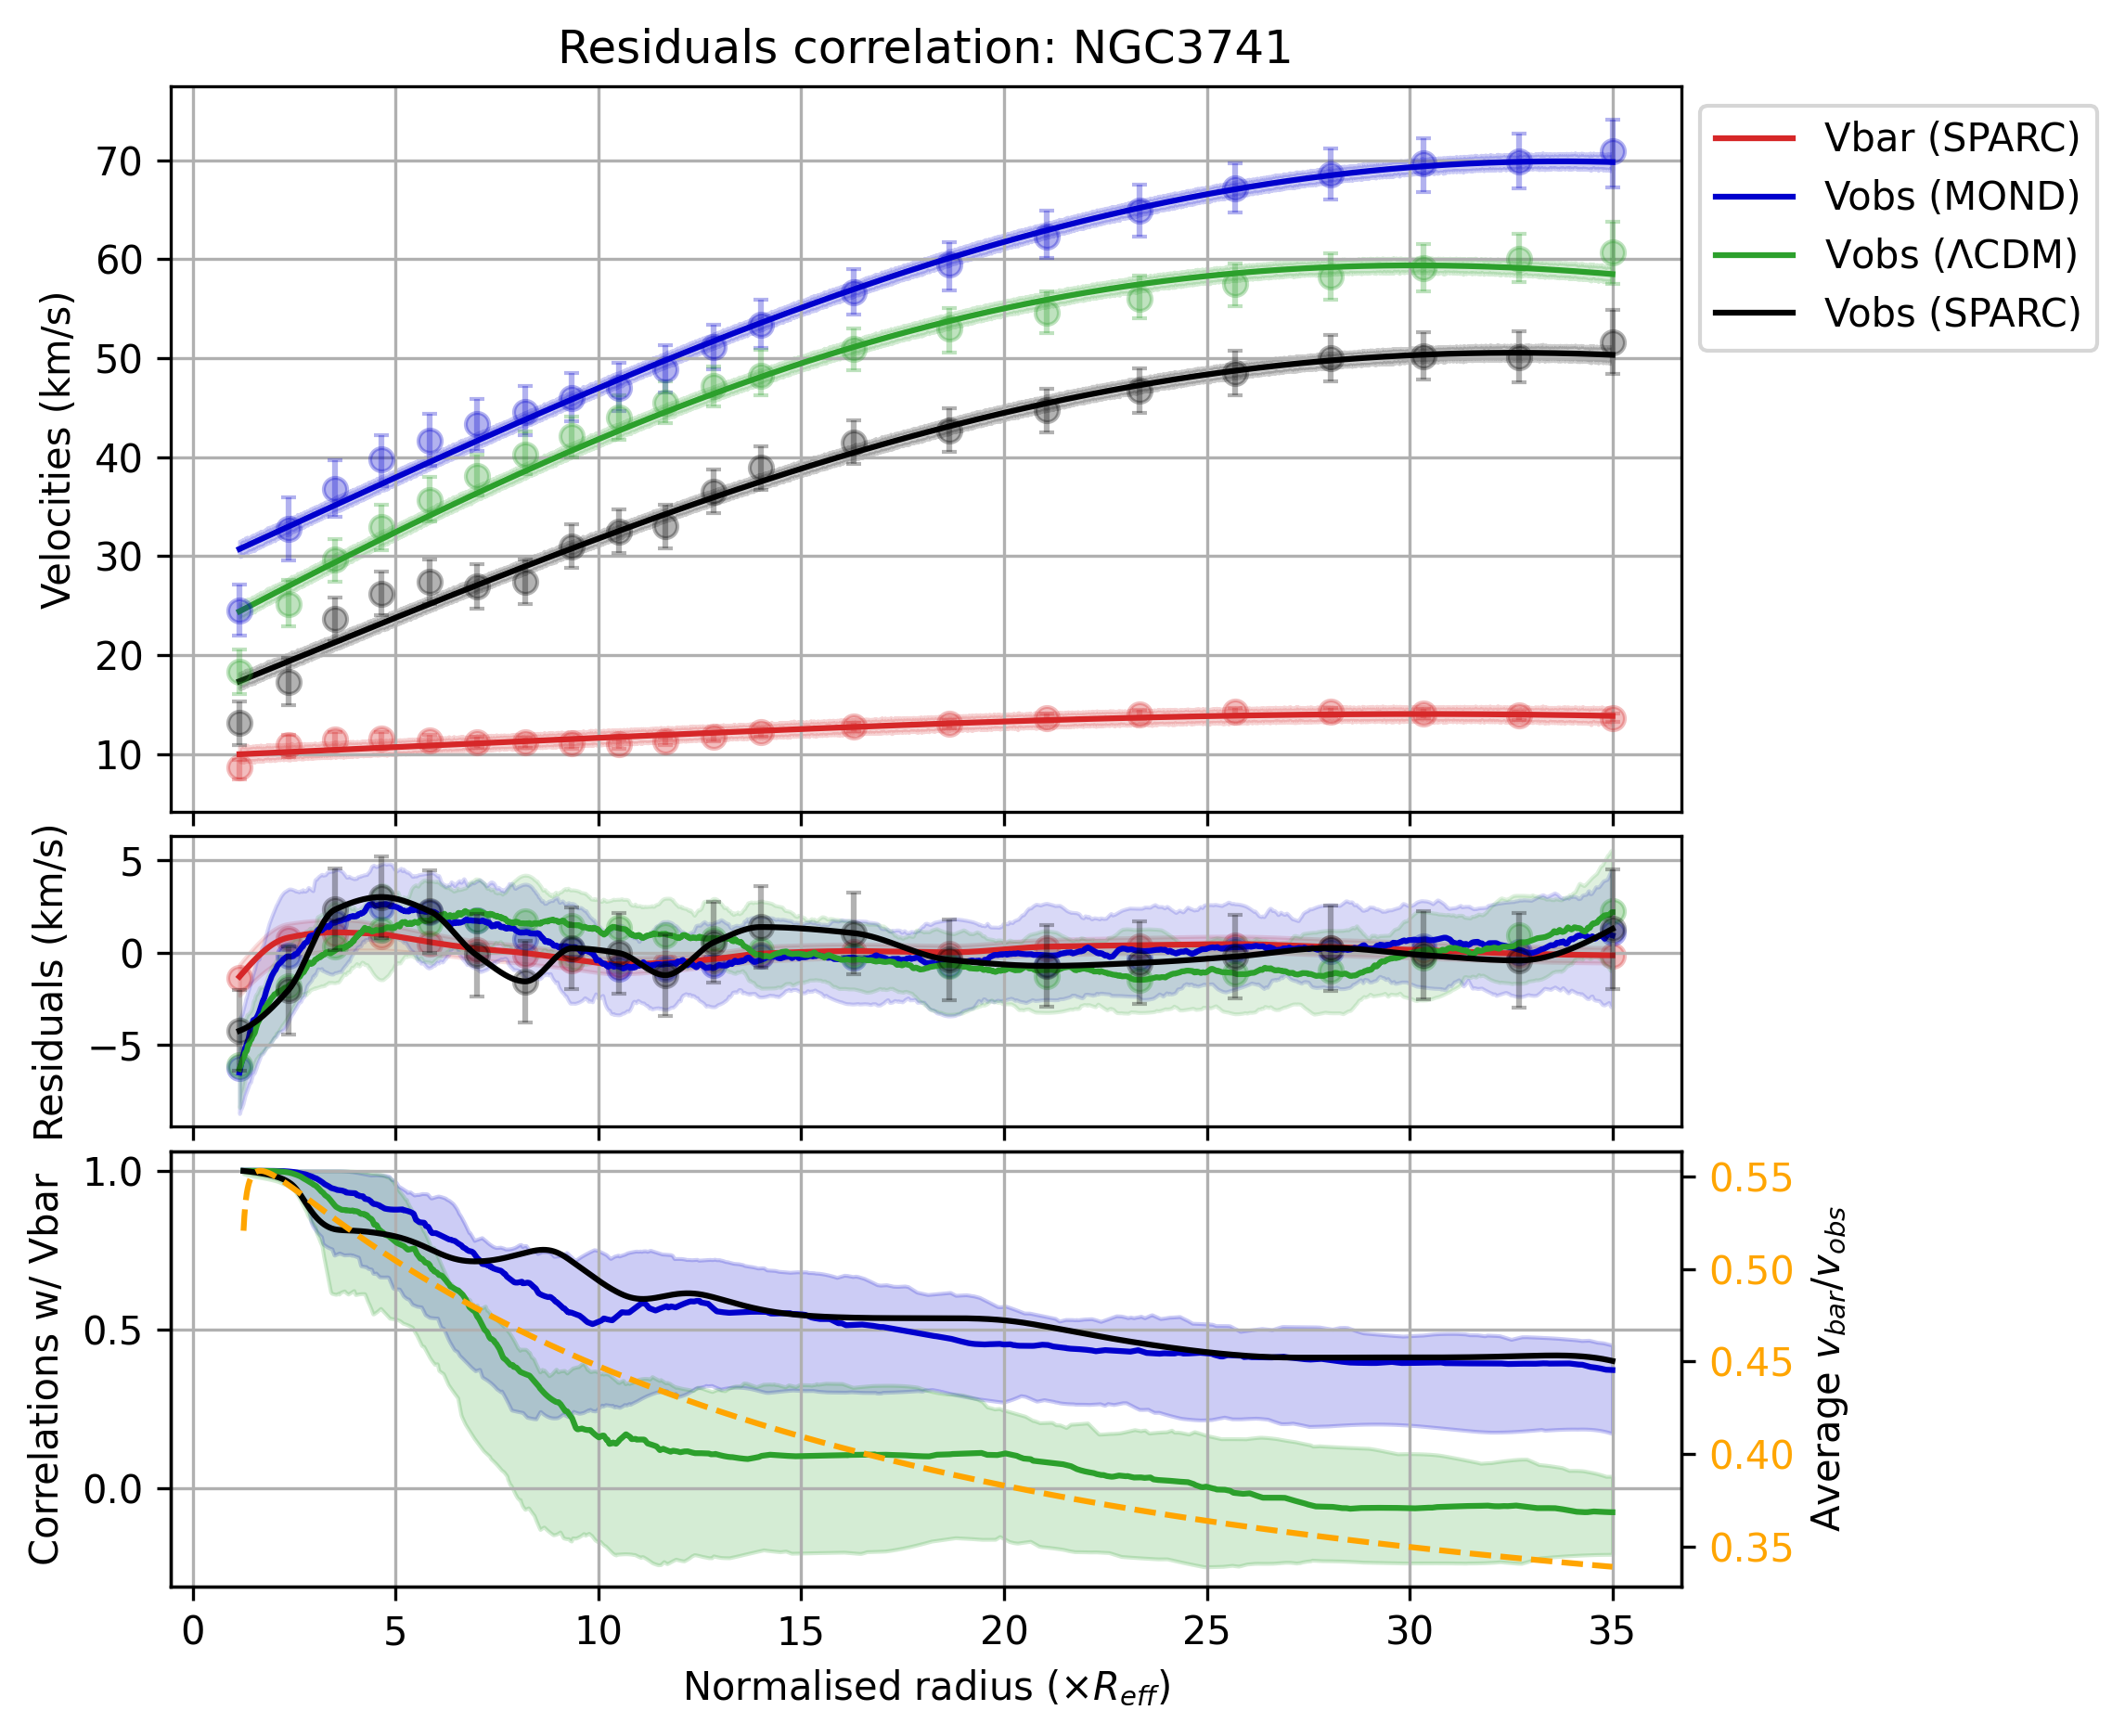 Residuals correlation: NGC3741
Velocities (km/s)
70
60
50
40
30
20
10
Vbar (SPARC)
Vobs (MOND)
Vobs (ΛCDM)
Vobs (SPARC)
Residuals (km/s)
5
0
−5
Correlations w/ Vbar
1.0
0.5
0.0
0.55
0.50
0.45
0.40
0.35
Average v_bar/v_obs
0 5 10 15 20 25 30 35
Normalised radius (×R_eff)